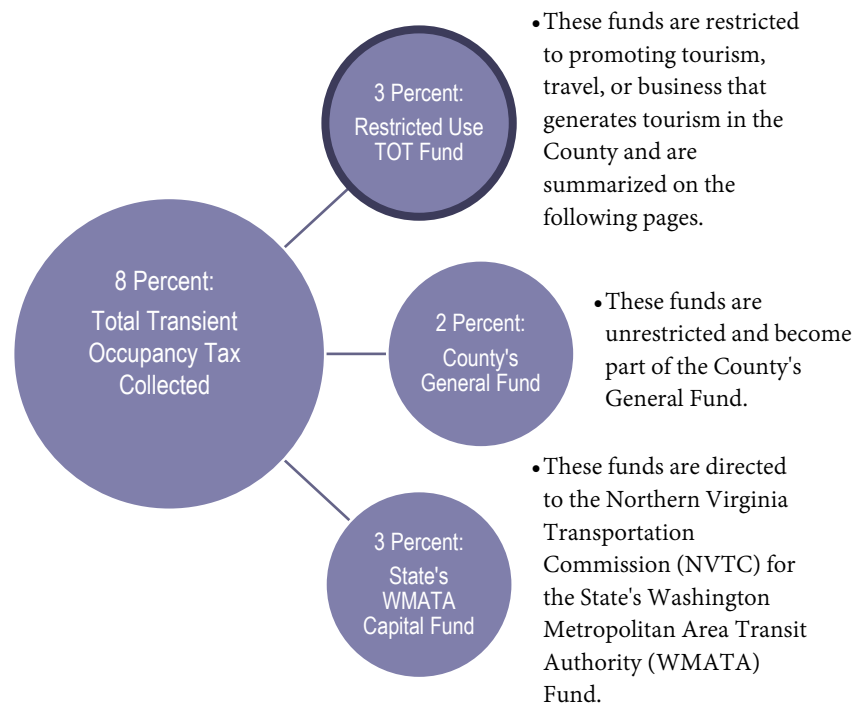 8 Percent:
Total Transient
Occupancy Tax
Collected
3 Percent:
Restricted Use
TOT Fund
•These funds are restricted
to promoting tourism,
travel, or business that
generates tourism in the
County and are
summarized on the
following pages.
2 Percent:
County's
General Fund
•These funds are
unrestricted and become
part of the County's
General Fund.
3 Percent:
State's
WMATA
Capital Fund
•These funds are directed
to the Northern Virginia
Transportation
Commission (NVTC) for
the State's Washington
Metropolitan Area Transit
Authority (WMATA)
Fund.